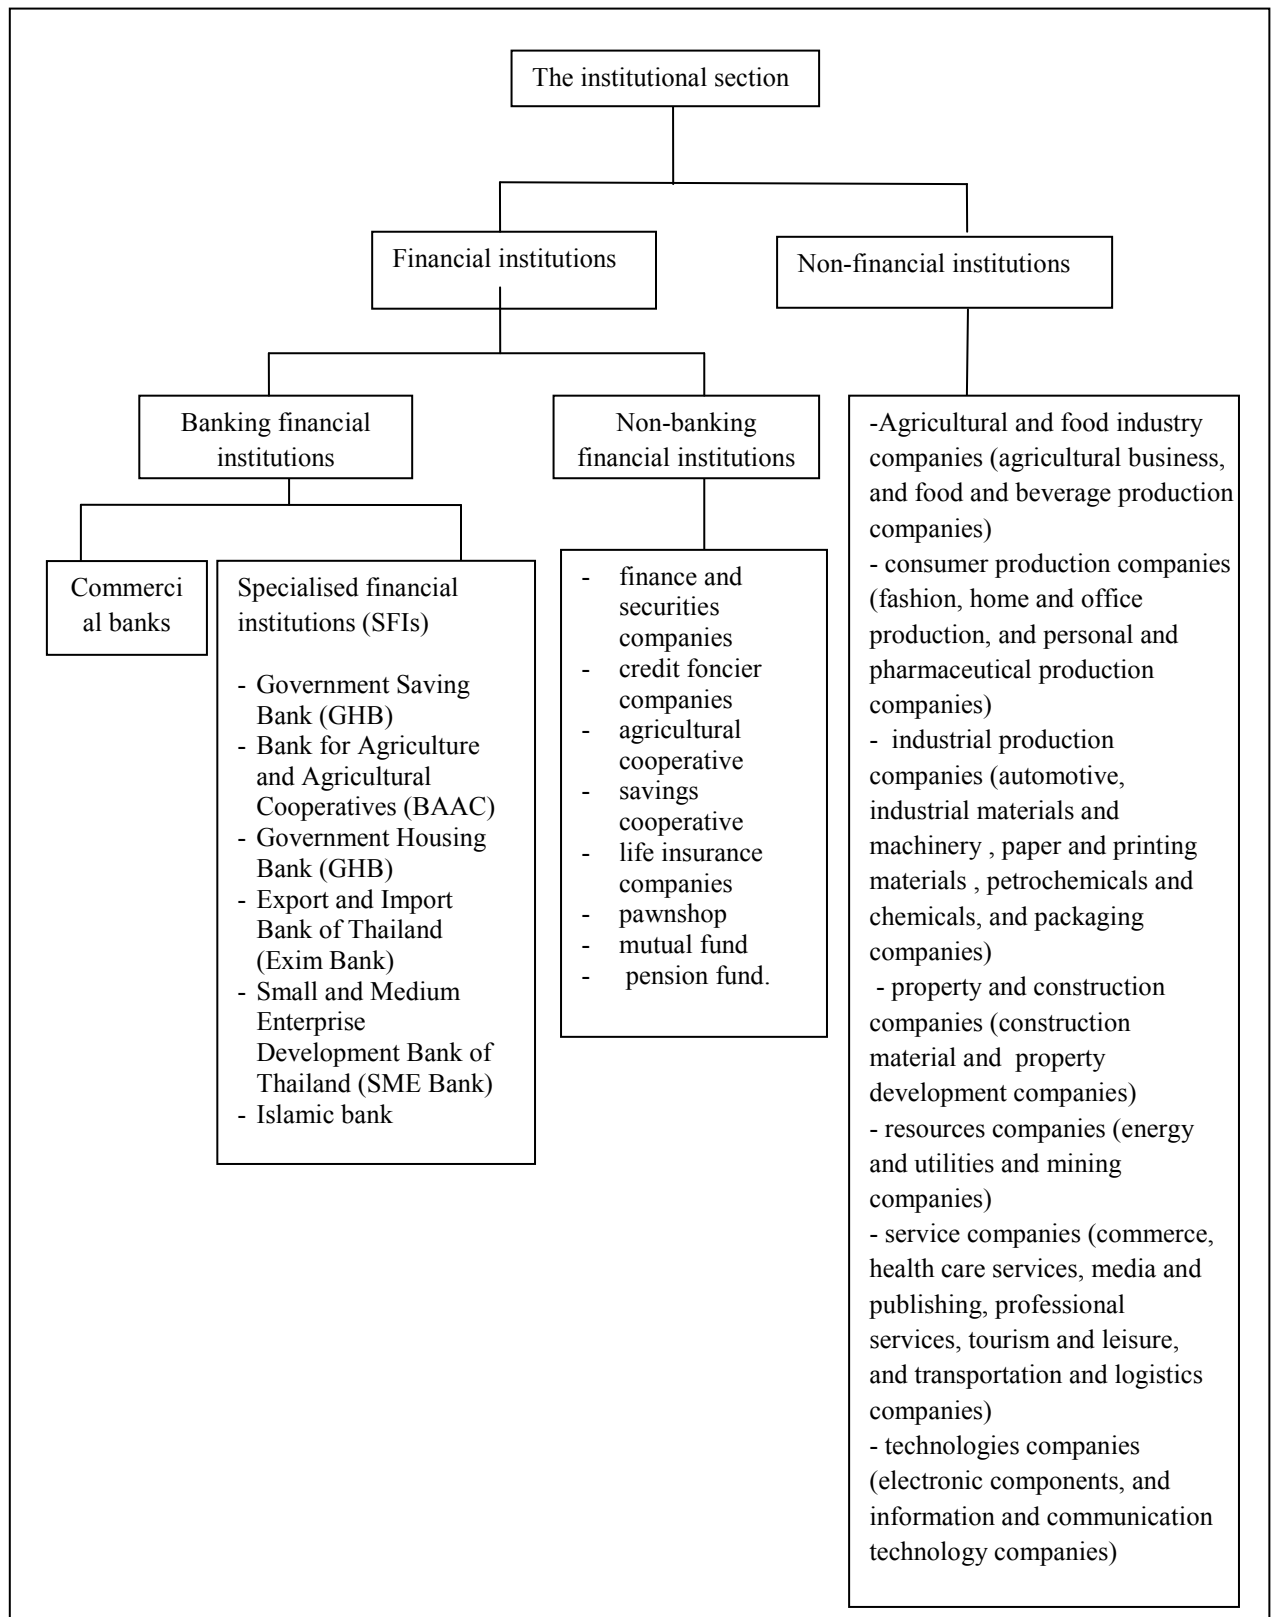 The institutional section
Financial institutions
Non-financial institutions
Banking financial
institutions
Non-banking
financial institutions
Commerci
al banks
Specialised financial
institutions (SFIs)
- Government Saving
Bank (GHB)
- Bank for Agriculture
and Agricultural
Cooperatives (BAAC)
- Government Housing
Bank (GHB)
- Export and Import
Bank of Thailand
(Exim Bank)
- Small and Medium
Enterprise
Development Bank of
Thailand (SME Bank)
- Islamic bank
- finance and
securities
companies
- credit foncier
companies
- agricultural
cooperative
- savings
cooperative
- life insurance
companies
- pawnshop
- mutual fund
- pension fund.
-Agricultural and food industry
companies (agricultural business,
and food and beverage production
companies)
- consumer production companies
(fashion, home and office
production, and personal and
pharmaceutical production
companies)
- industrial production
companies (automotive,
industrial materials and
machinery , paper and printing
materials , petrochemicals and
chemicals, and packaging
companies)
- property and construction
companies (construction
material and property
development companies)
- resources companies (energy
and utilities and mining
companies)
- service companies (commerce,
health care services, media and
publishing, professional
services, tourism and leisure,
and transportation and logistics
companies)
- technologies companies
(electronic components, and
information and communication
technology companies)